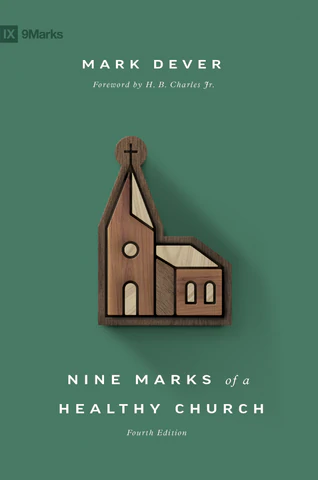 IX 9Marks
MARK DEVER
Foreword by H. B. Charles Jr.
NINE MARKS of a
HEALTHY CHURCH
Fourth Edition